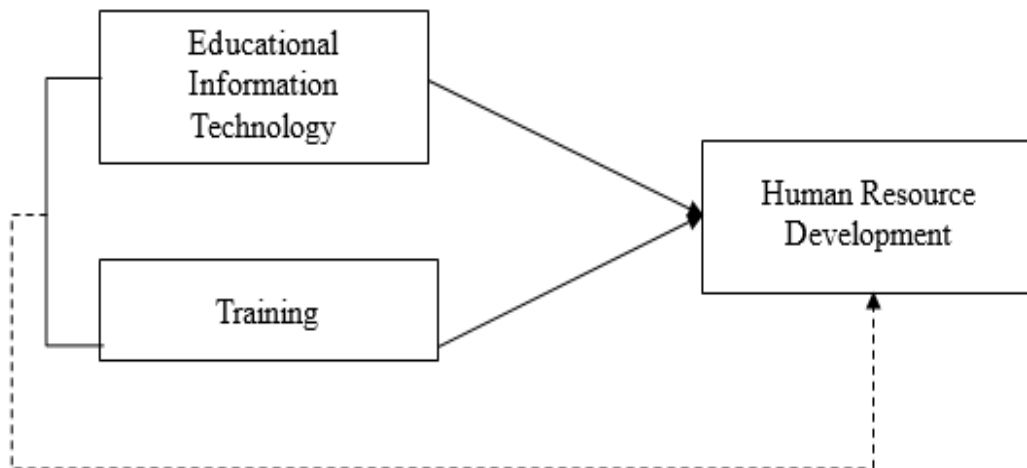 Educational
Information
Technology
Human Resource
Development
Training